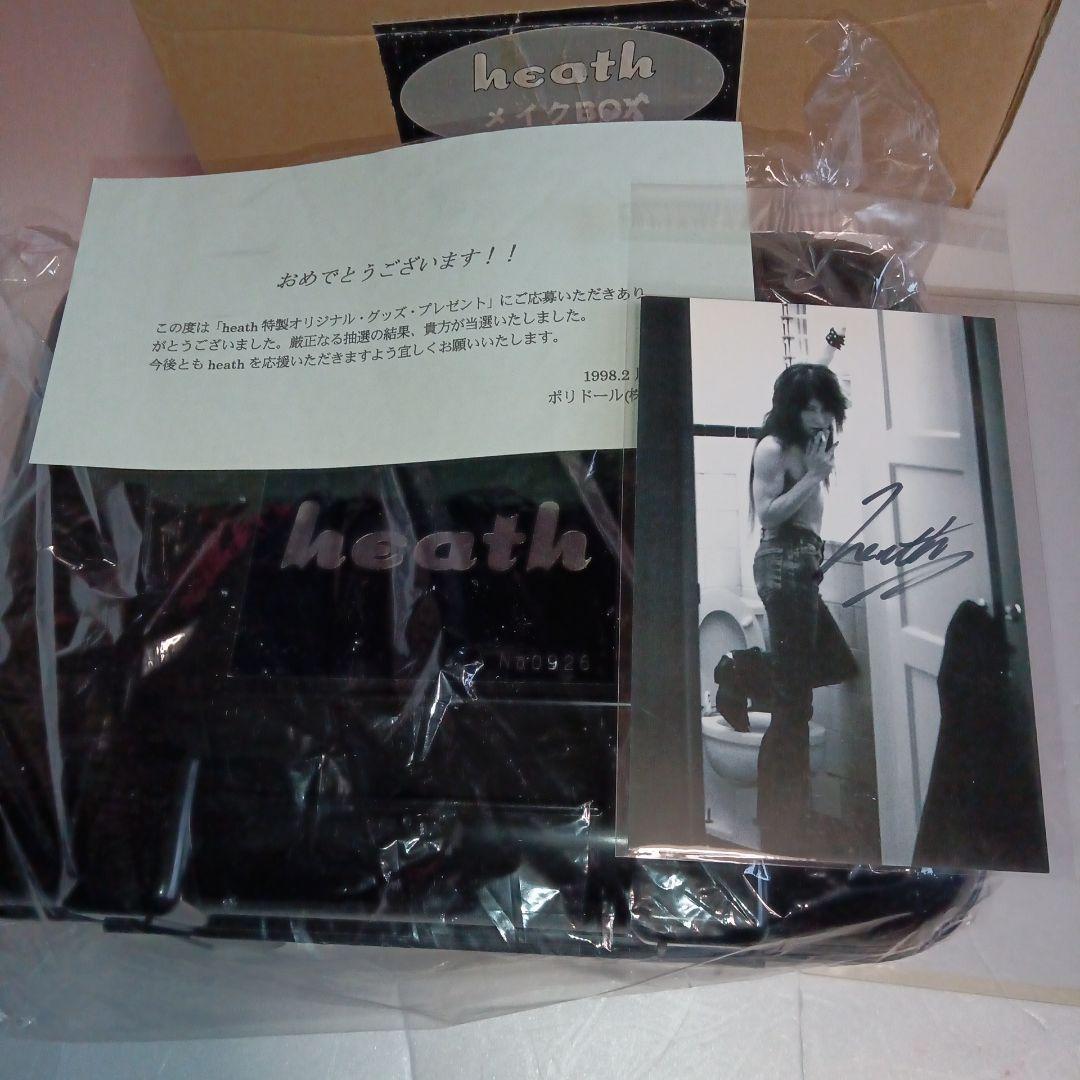 heath
メイクBOX
おめでとうございます！！
この度は「heath 特製オリジナル・グッズ・プレゼント」にご応募いただきあり
がとうございました。厳正なる抽選の結果、貴方が当選いたしました。
今後とも heath を応援いただきますよう宜しくお願いいたします。
1998.2
ポリドール(株
heath
No0926
heath